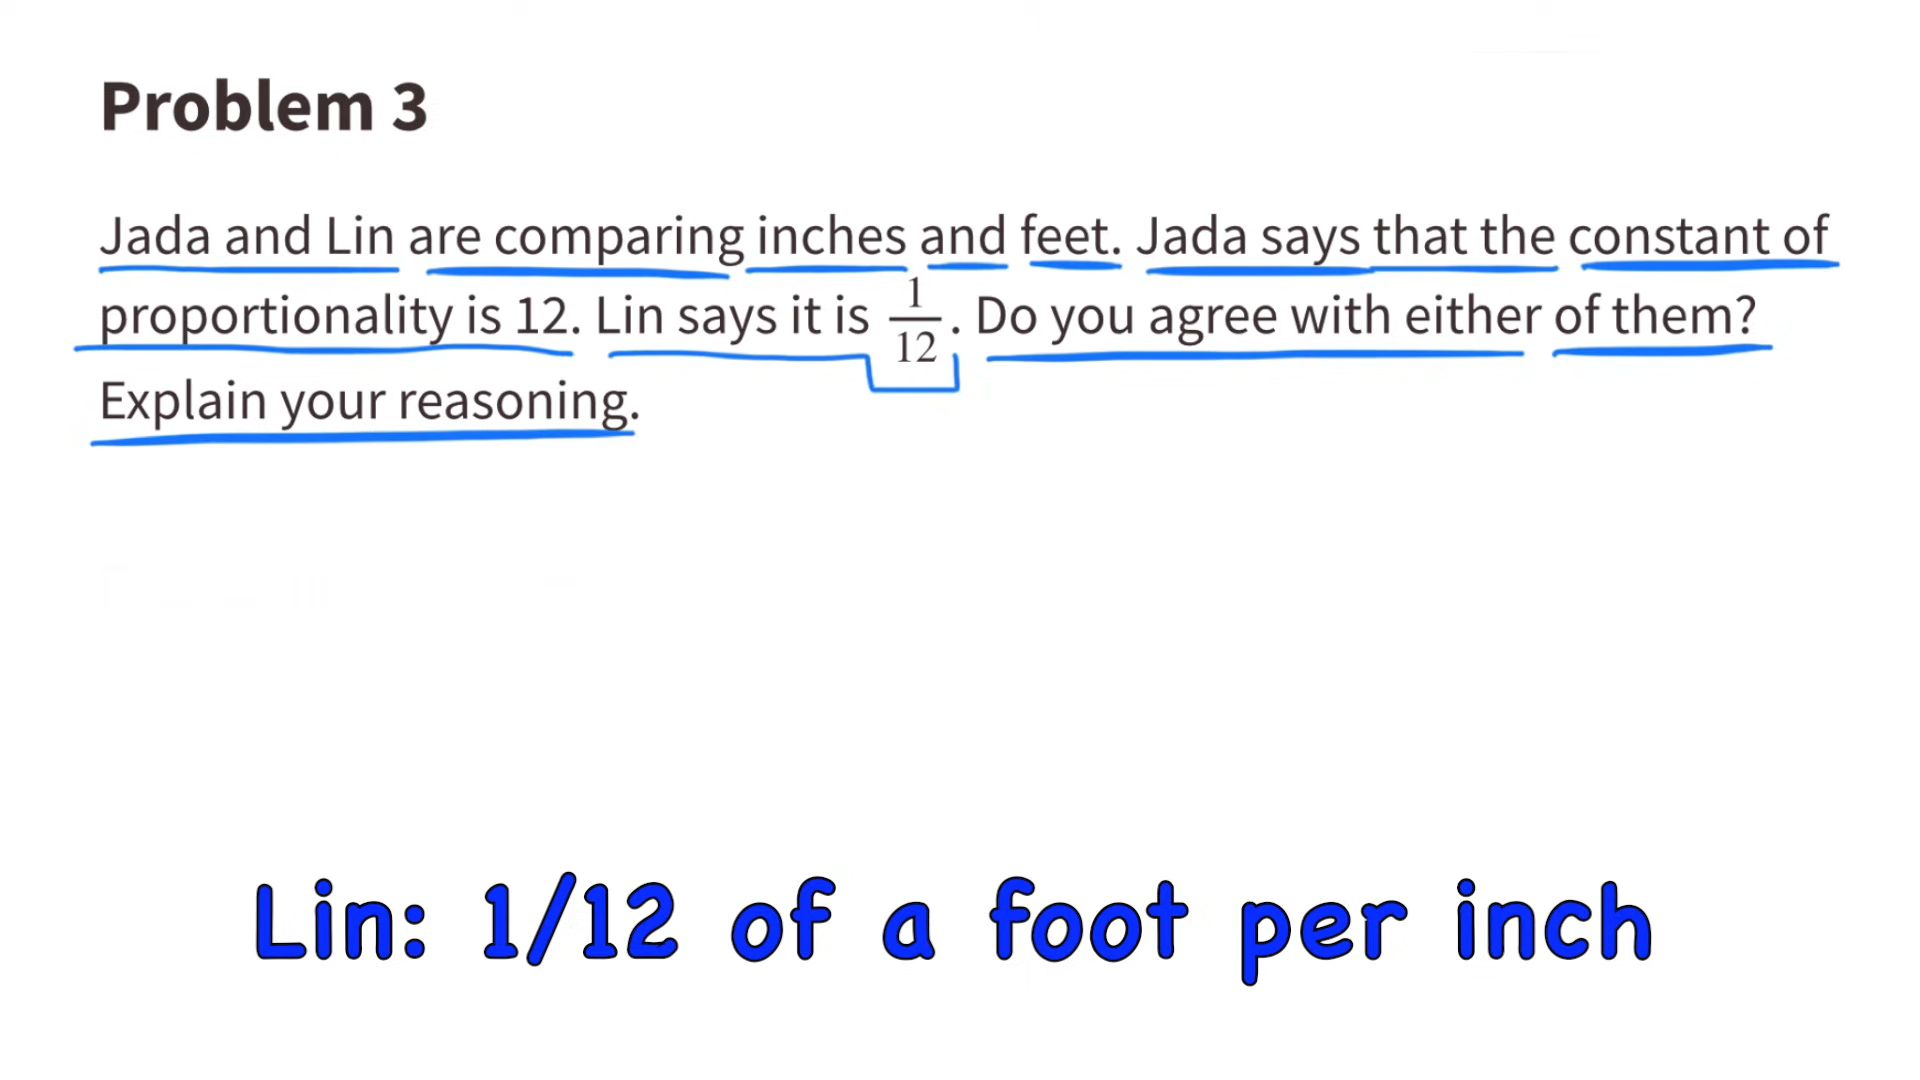 Problem 3
Jada and Lin are comparing inches and feet. Jada says that the constant of
proportionality is 12. Lin says it is 1/12. Do you agree with either of them?
Explain your reasoning.
Lin: 1/12 of a foot per inch